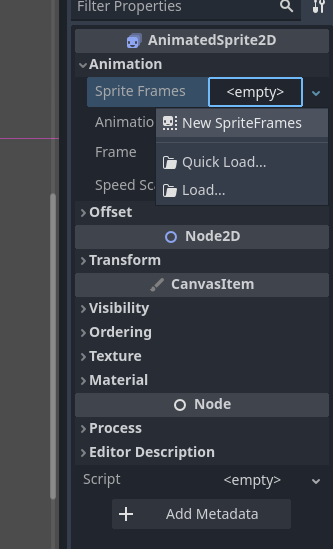 Filter Properties
AnimatedSprite2D
Animation
Sprite Frames <empty>
Animatio
New SpriteFrames
Frame
Quick Load...
Speed Sc
Load...
Offset
Node2D
Transform
CanvasItem
Visibility
Ordering
Texture
Material
Node
Process
Editor Description
Script <empty>
Add Metadata